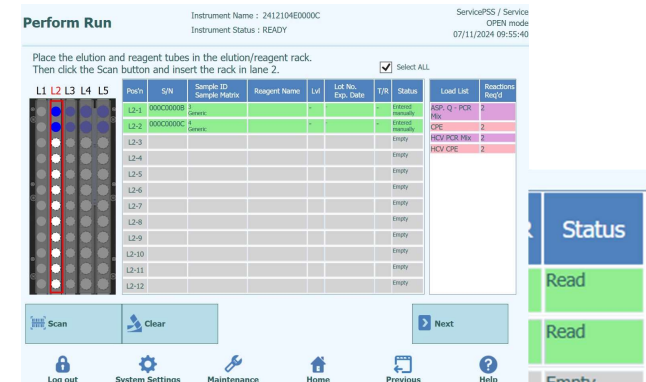 Perform Run
Instrument Name : 2412104E0000C
Instrument Status : READY
ServicePSS / Service
OPEN mode
07/11/2024 09:55:40
Place the elution and reagent tubes in the elution/reagent rack.
Then click the Scan button and insert the rack in lane 2.
Select ALL
L1 L2 L3 L4 L5
Pos'n S/N Sample ID Sample Matrix Reagent Name Lvl Lot No. Exp. Date T/R Status
L2-1 000C0000B 3 Generic - - Entered manually
L2-2 000C0000C 4 Generic - - Entered manually
L2-3 Empty
L2-4 Empty
L2-5 Empty
L2-6 Empty
L2-7 Empty
L2-8 Empty
L2-9 Empty
L2-10 Empty
L2-11 Empty
L2-12 Empty
Load List Reactions Req'd
ASP. Q - PCR Mix 2
CPE 2
HCV PCR Mix 2
HCV CPE 2
Scan
Clear
Next
Log out
System Settings
Maintenance
Home
Previous
Help
Status
Read
Read
Empty